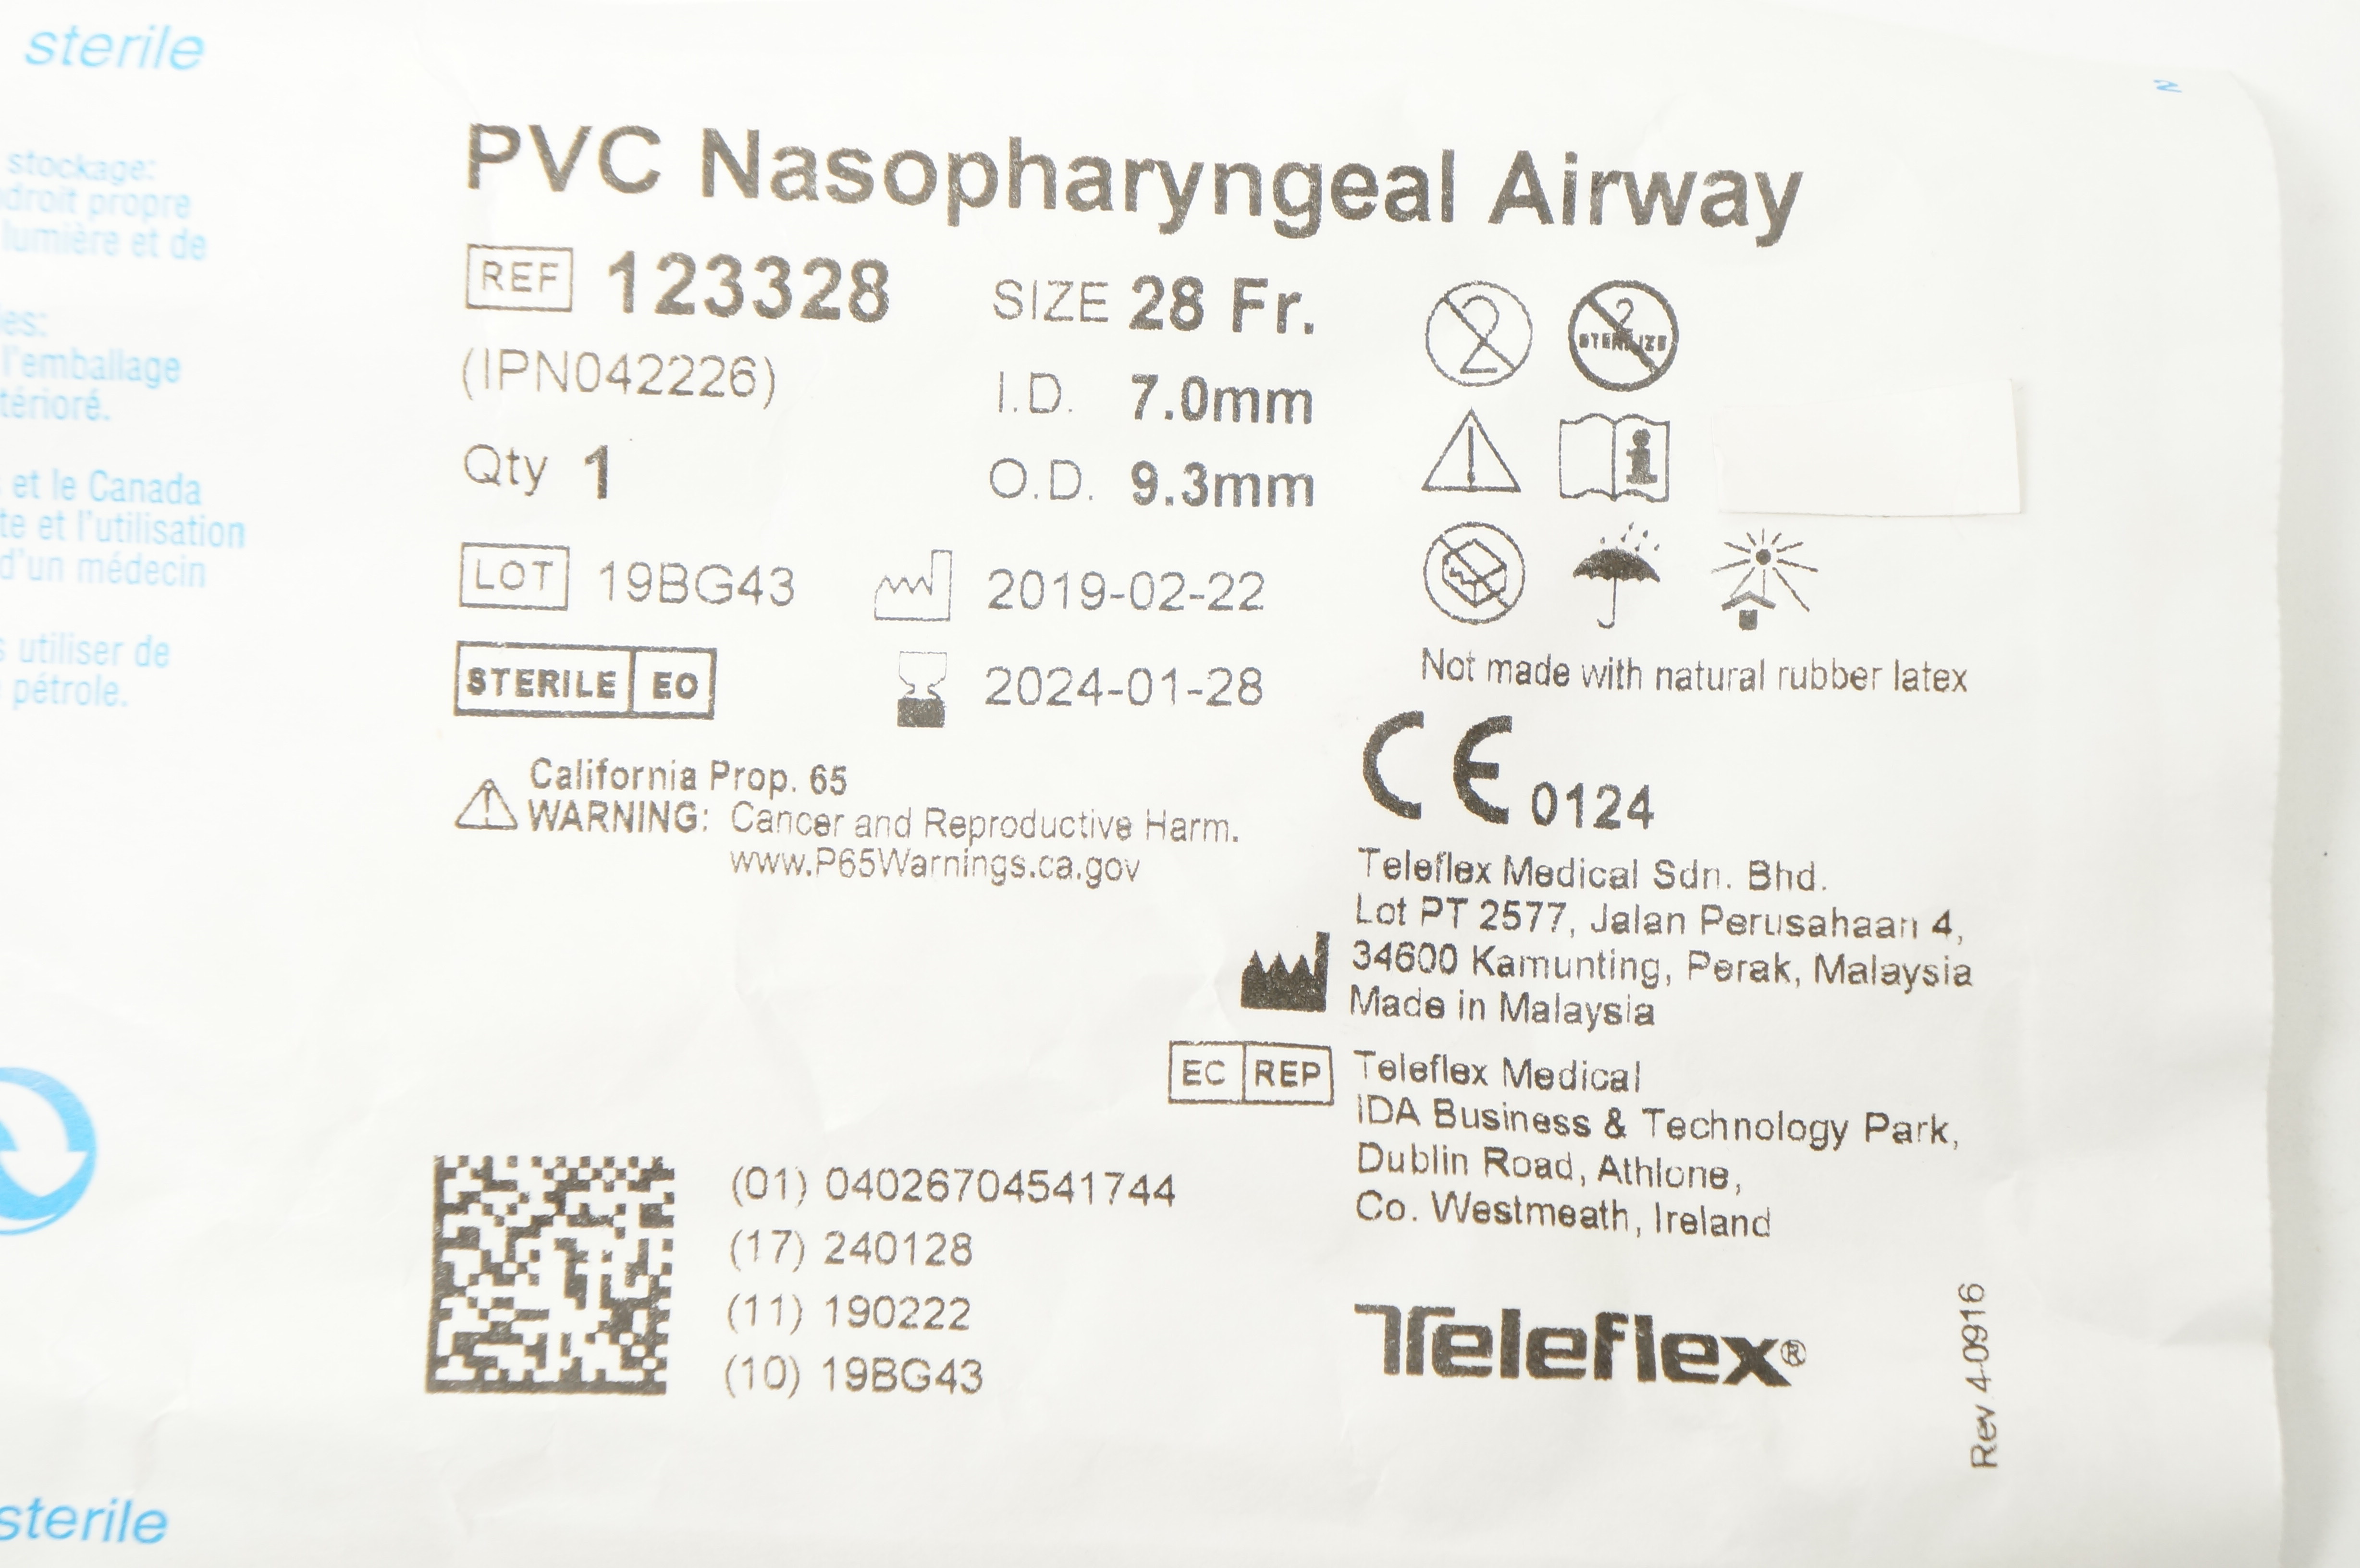 sterile
stockage:
droit propre
lumière et de
l'emballage
et le Canada
et l'utilisation
d'un médecin
utiliser de
pétrole.
sterile
PVC Nasopharyngeal Airway
REF 123328 SIZE 28 Fr.
(IPN042226) I.D. 7.0mm
Qty 1 O.D. 9.3mm
2
2 STERILIZE
LOT 19BG43 2019-02-22
STERILE EO 2024-01-28
Not made with natural rubber latex
California Prop. 65
WARNING: Cancer and Reproductive Harm.
www.P65Warnings.ca.gov
CE 0124
Teleflex Medical Sdn. Bhd.
Lot PT 2577, Jalan Perusahaan 4,
34600 Kamunting, Perak, Malaysia
Made in Malaysia
EC REP Teleflex Medical
IDA Business & Technology Park,
Dublin Road, Athlone,
Co. Westmeath, Ireland
(01) 04026704541744
(17) 240128
(11) 190222
(10) 19BG43
Teleflex®
Rev 4-0916